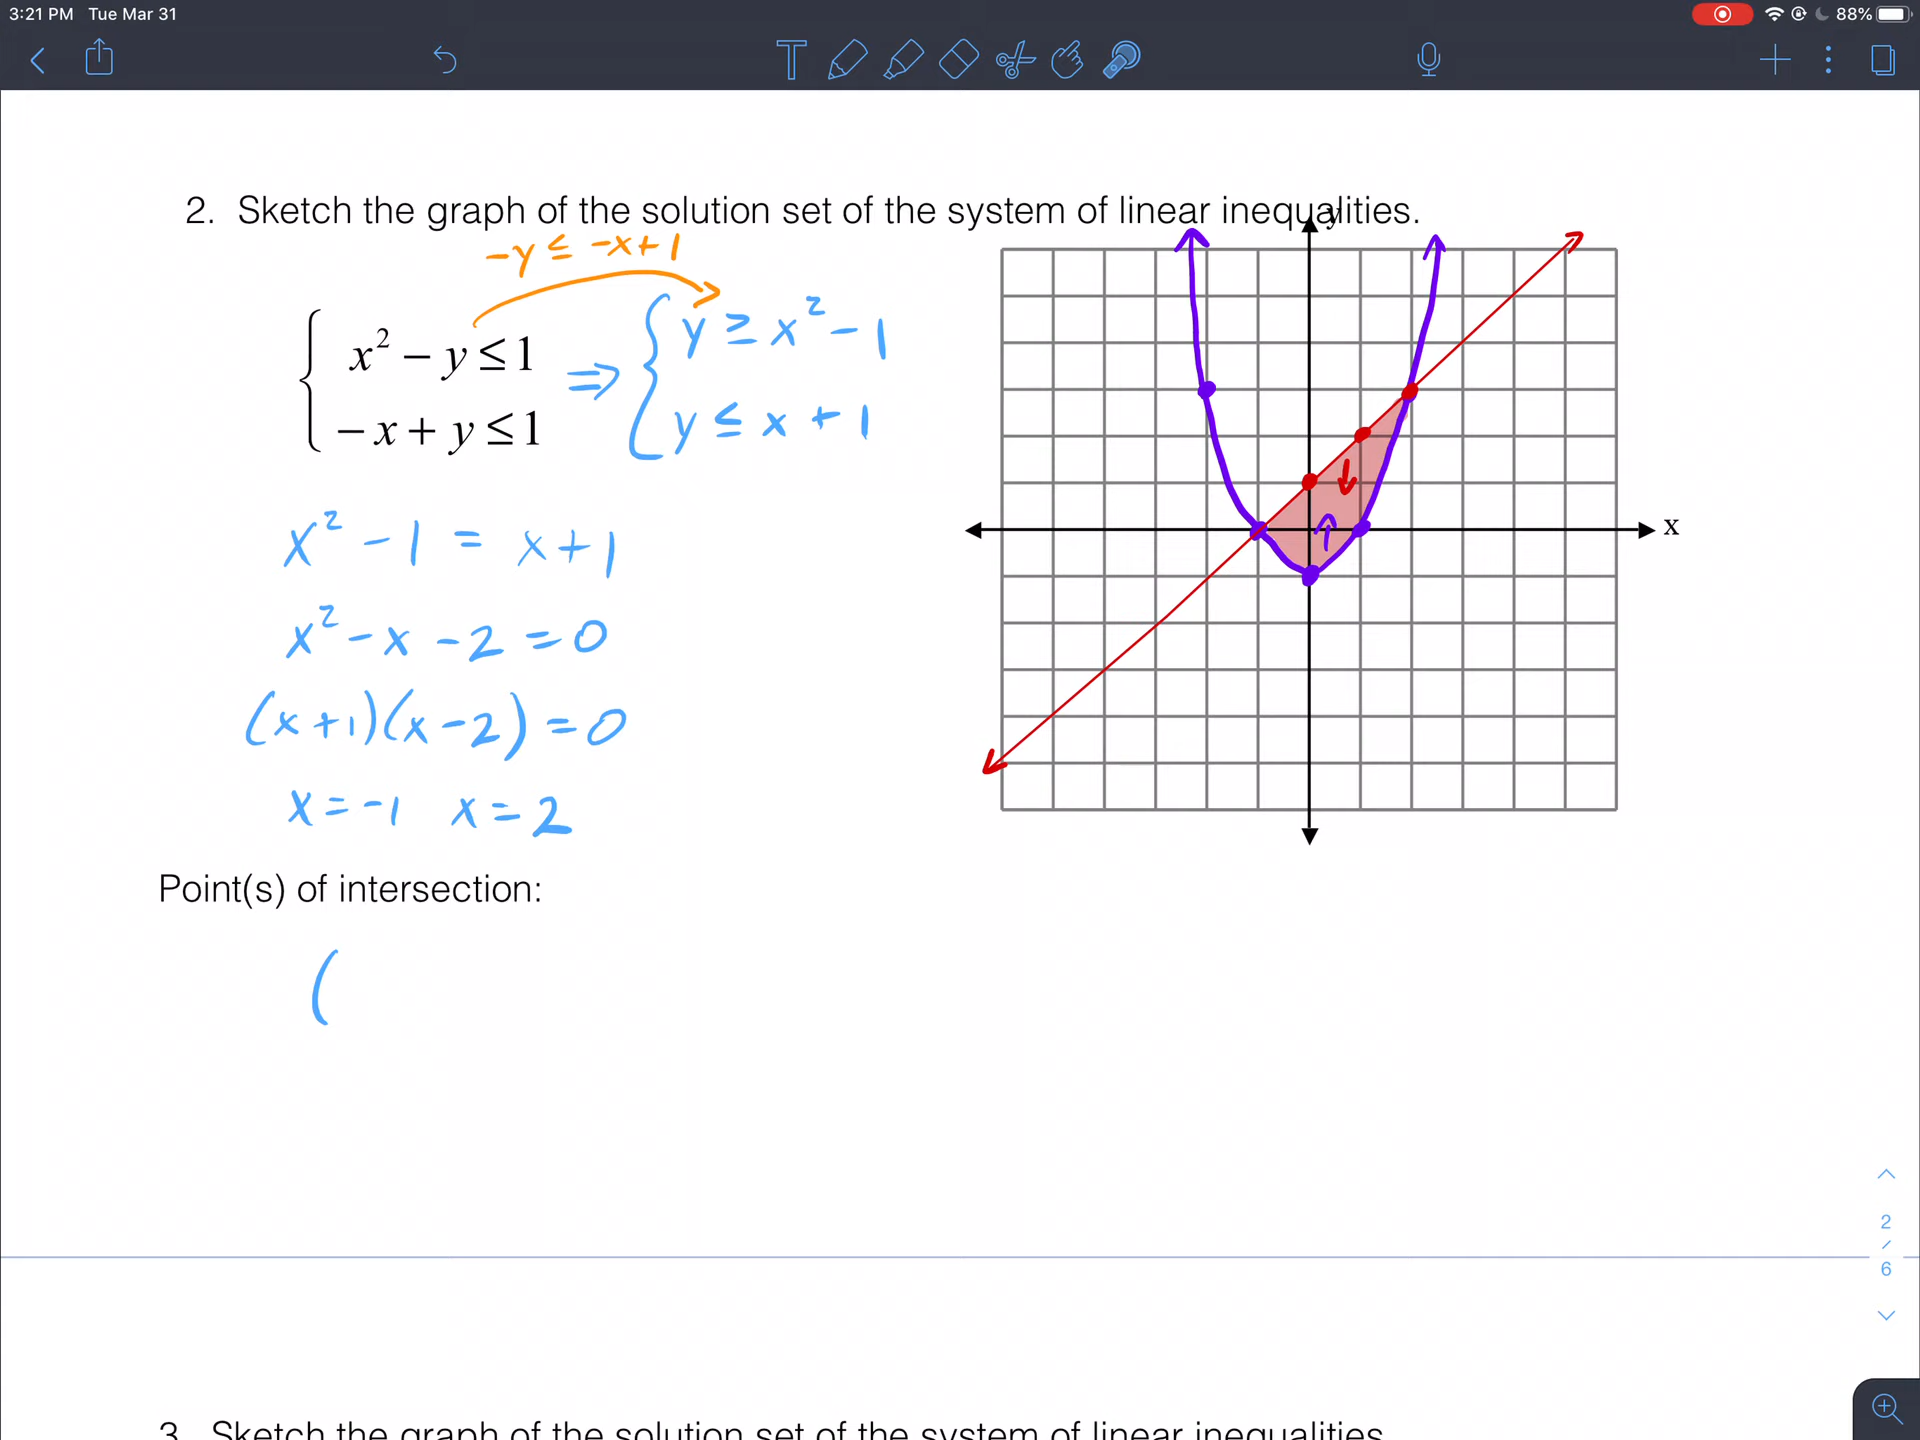 3:21 PM Tue Mar 31
88%
2. Sketch the graph of the solution set of the system of linear inequalities.
y
-y ≤ -x+1
x² − y ≤ 1
⇒
y ≥ x² - 1
− x + y ≤ 1
y ≤ x + 1
x
x² - 1 = x+1
x² - x - 2 = 0
(x+1)(x-2) = 0
x = -1 x = 2
Point(s) of intersection:
(
2
/
6
3. Sketch the graph of the solution set of the system of linear inequalities.